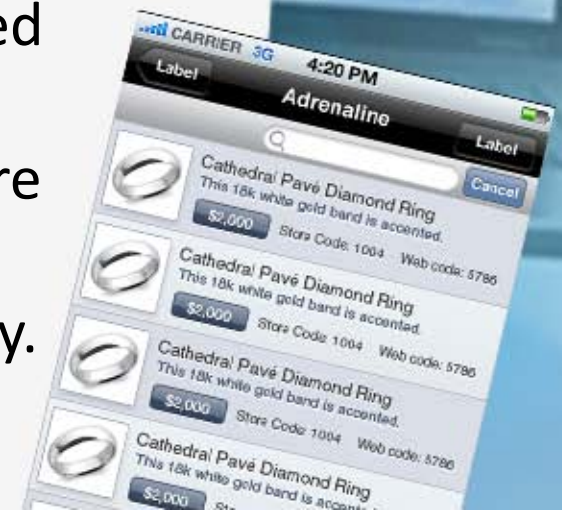 ed
re
y.
CARRIER 3G 4:20 PM
Label Adrenaline Label
Cancel
Cathedral Pavé Diamond Ring
This 18k white gold band is accented.
$2,000 Store Code: 1004 Web code: 5786
Cathedral Pavé Diamond Ring
This 18k white gold band is accented.
$2,000 Store Code: 1004 Web code: 5786
Cathedral Pavé Diamond Ring
This 18k white gold band is accented.
$2,000 Store Code: 1004 Web code: 5786
Cathedral Pavé Diamond Ring
This 18k white gold band is
$2,000